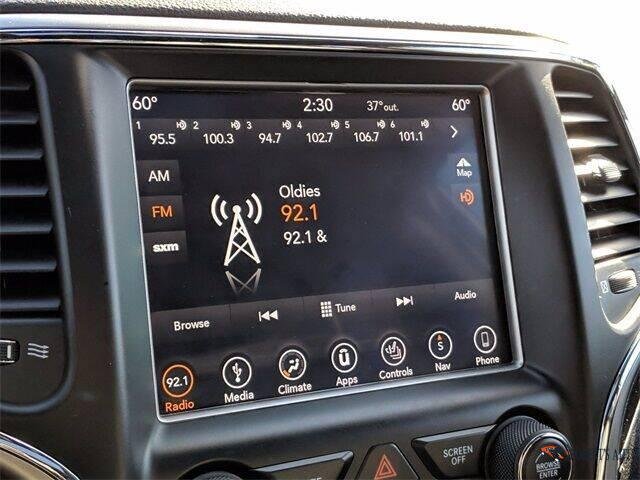 60° 2:30 37° out. 60°
1 95.5 2 100.3 3 94.7 4 102.7 5 106.7 6 101.1
AM
Map
FM
HD
sxm
Oldies
92.1
92.1 &
Browse Tune Audio
92.1 S
Radio Media Climate Apps Controls Nav Phone
SCREEN OFF
BROWSE
ENTER